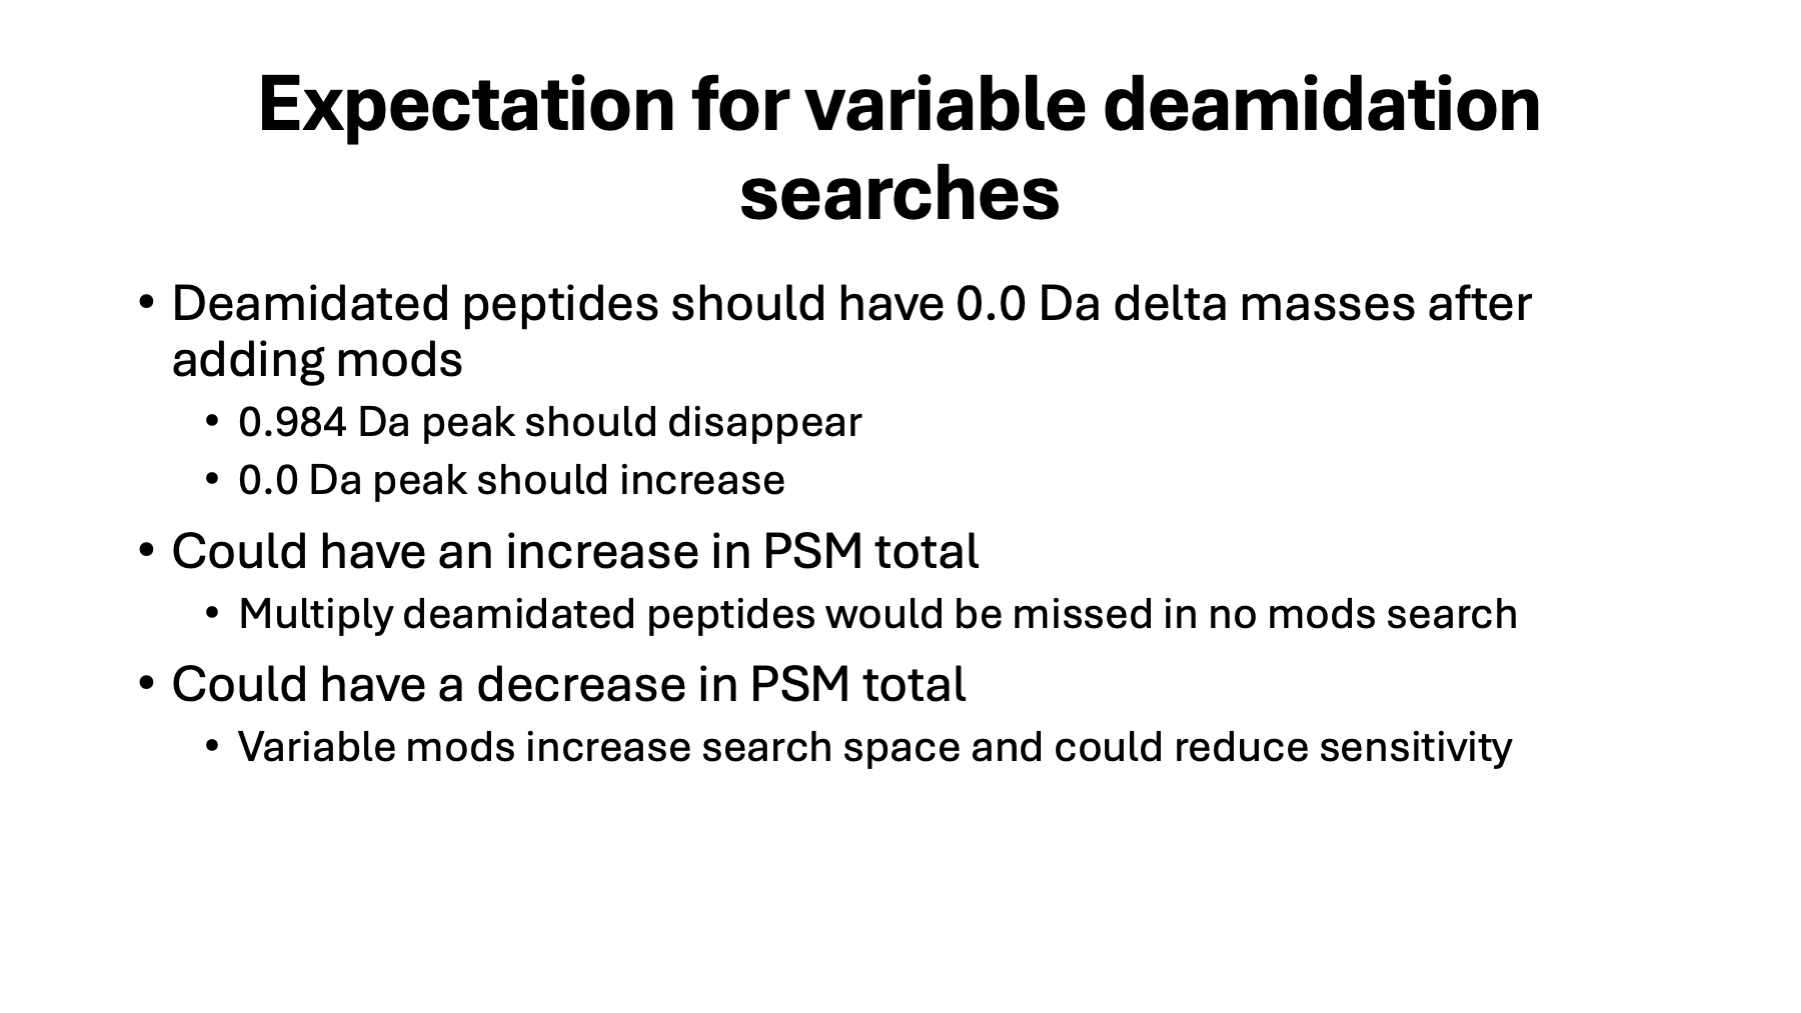 Expectation for variable deamidation
searches
• Deamidated peptides should have 0.0 Da delta masses after
adding mods
• 0.984 Da peak should disappear
• 0.0 Da peak should increase
• Could have an increase in PSM total
• Multiply deamidated peptides would be missed in no mods search
• Could have a decrease in PSM total
• Variable mods increase search space and could reduce sensitivity